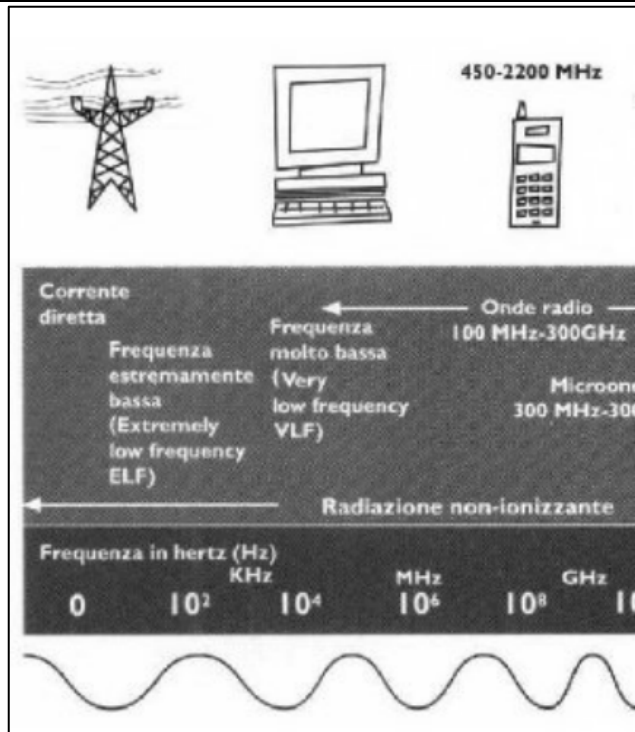 450-2200 MHz
Corrente
diretta
Frequenza
estremamente
bassa
(Extremely
low frequency
ELF)
Frequenza
molto bassa
(Very
low frequency
VLF)
Onde radio
100 MHz-300GHz
Microond
300 MHz-300
Radiazione non-ionizzante
Frequenza in hertz (Hz)
KHz MHz GHz
0 10² 10⁴ 10⁶ 10⁸